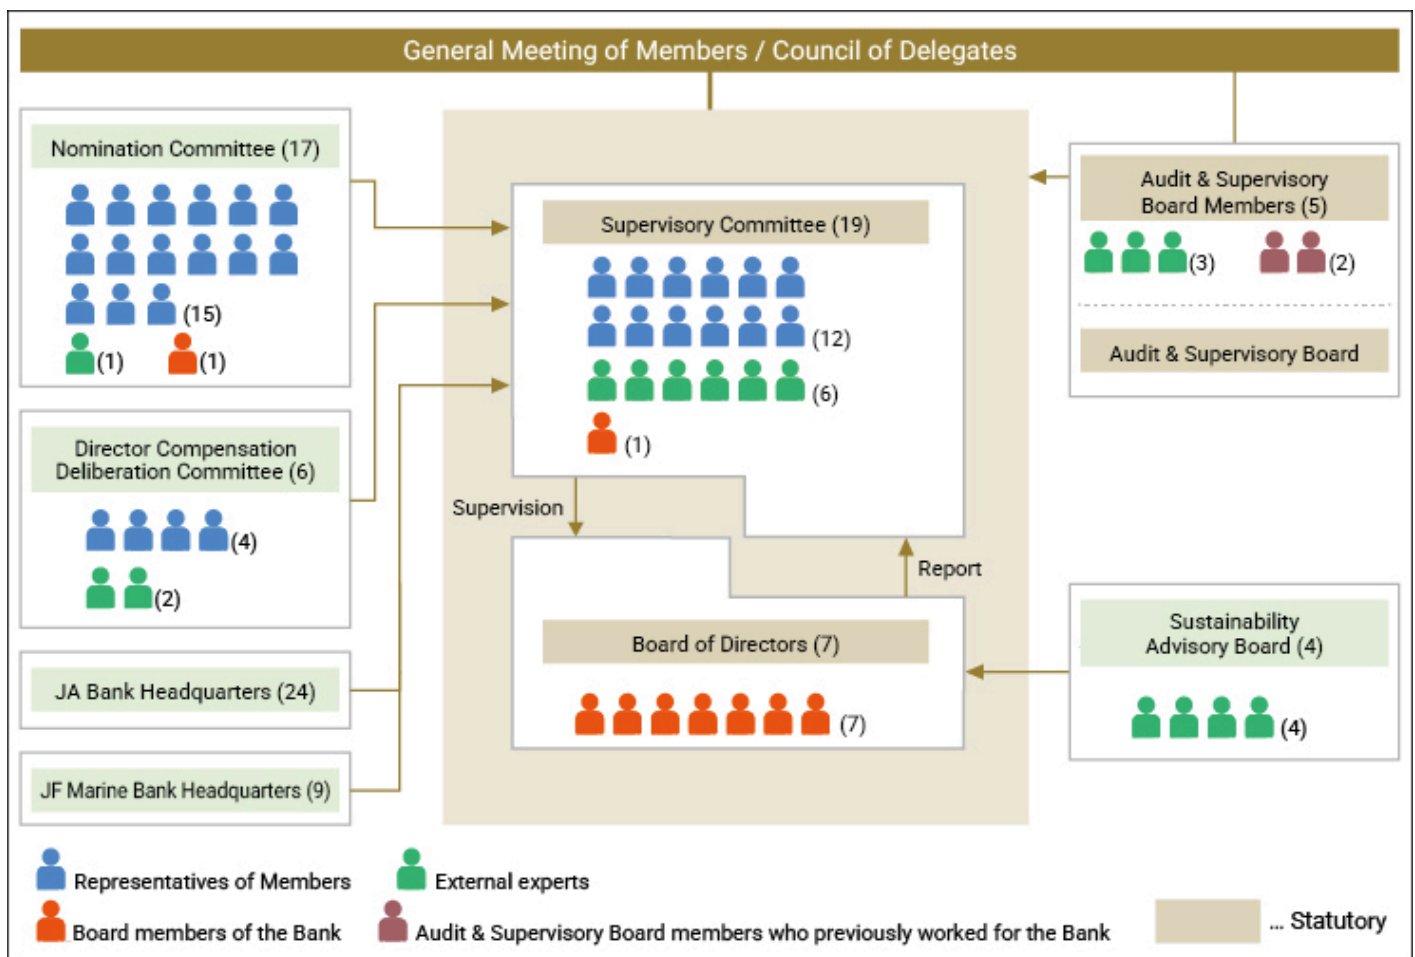 General Meeting of Members / Council of Delegates
Nomination Committee (17)
(15)
(1)
(1)
Director Compensation
Deliberation Committee (6)
(4)
(2)
JA Bank Headquarters (24)
JF Marine Bank Headquarters (9)
Supervisory Committee (19)
(12)
(6)
(1)
Supervision
Report
Board of Directors (7)
(7)
Audit & Supervisory
Board Members (5)
(3)
(2)
Audit & Supervisory Board
Sustainability
Advisory Board (4)
(4)
Representatives of Members
External experts
Board members of the Bank
Audit & Supervisory Board members who previously worked for the Bank
... Statutory